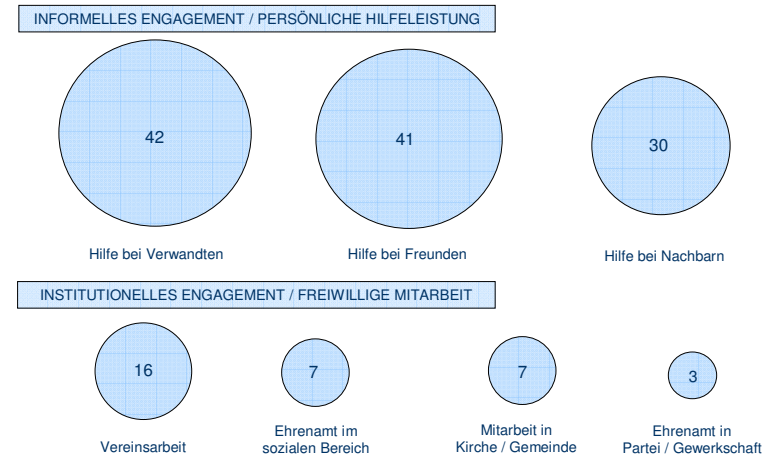 INFORMELLES ENGAGEMENT / PERSÖNLICHE HILFELEISTUNG
42
41
30
Hilfe bei Verwandten
Hilfe bei Freunden
Hilfe bei Nachbarn
INSTITUTIONELLES ENGAGEMENT / FREIWILLIGE MITARBEIT
16
7
7
3
Vereinsarbeit
Ehrenamt im
sozialen Bereich
Mitarbeit in
Kirche / Gemeinde
Ehrenamt in
Partei / Gewerkschaft